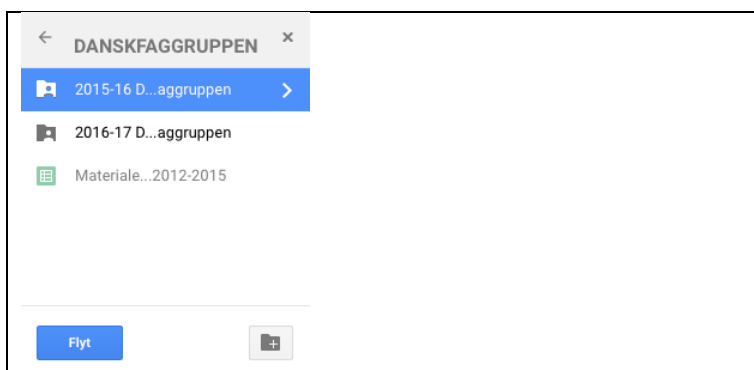 DANSKFAGGRUPPEN
2015-16 D...aggruppen
2016-17 D...aggruppen
Materiale...2012-2015
Flyt